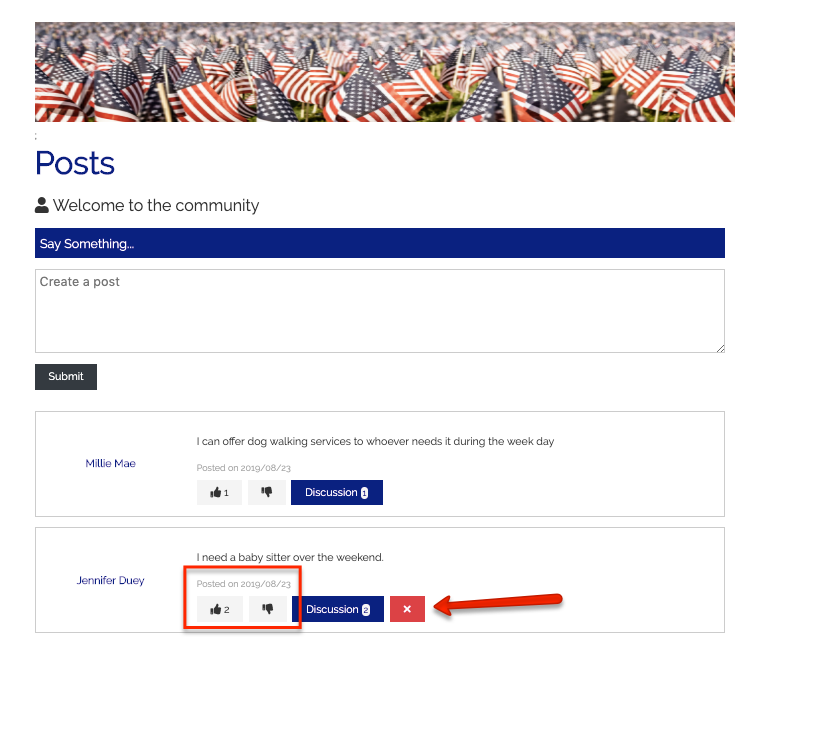 ;
Posts
Welcome to the community
Say Something...
Create a post
Submit
I can offer dog walking services to whoever needs it during the week day
Millie Mae
Posted on 2019/08/23
1 Discussion 1
I need a baby sitter over the weekend.
Jennifer Duey
Posted on 2019/08/23
2 Discussion 2 ×